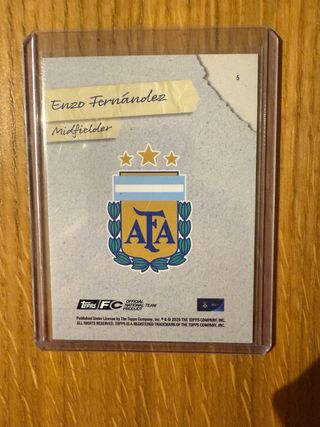 5
Enzo Fernández
Midfielder
AFA
Topps FC OFFICIAL NATIONAL TEAM PRODUCT
Published Under License by The Topps Company, Inc. ® & © 2025 THE TOPPS COMPANY, INC.
ALL RIGHTS RESERVED. TOPPS IS A REGISTERED TRADEMARK OF THE TOPPS COMPANY, INC.